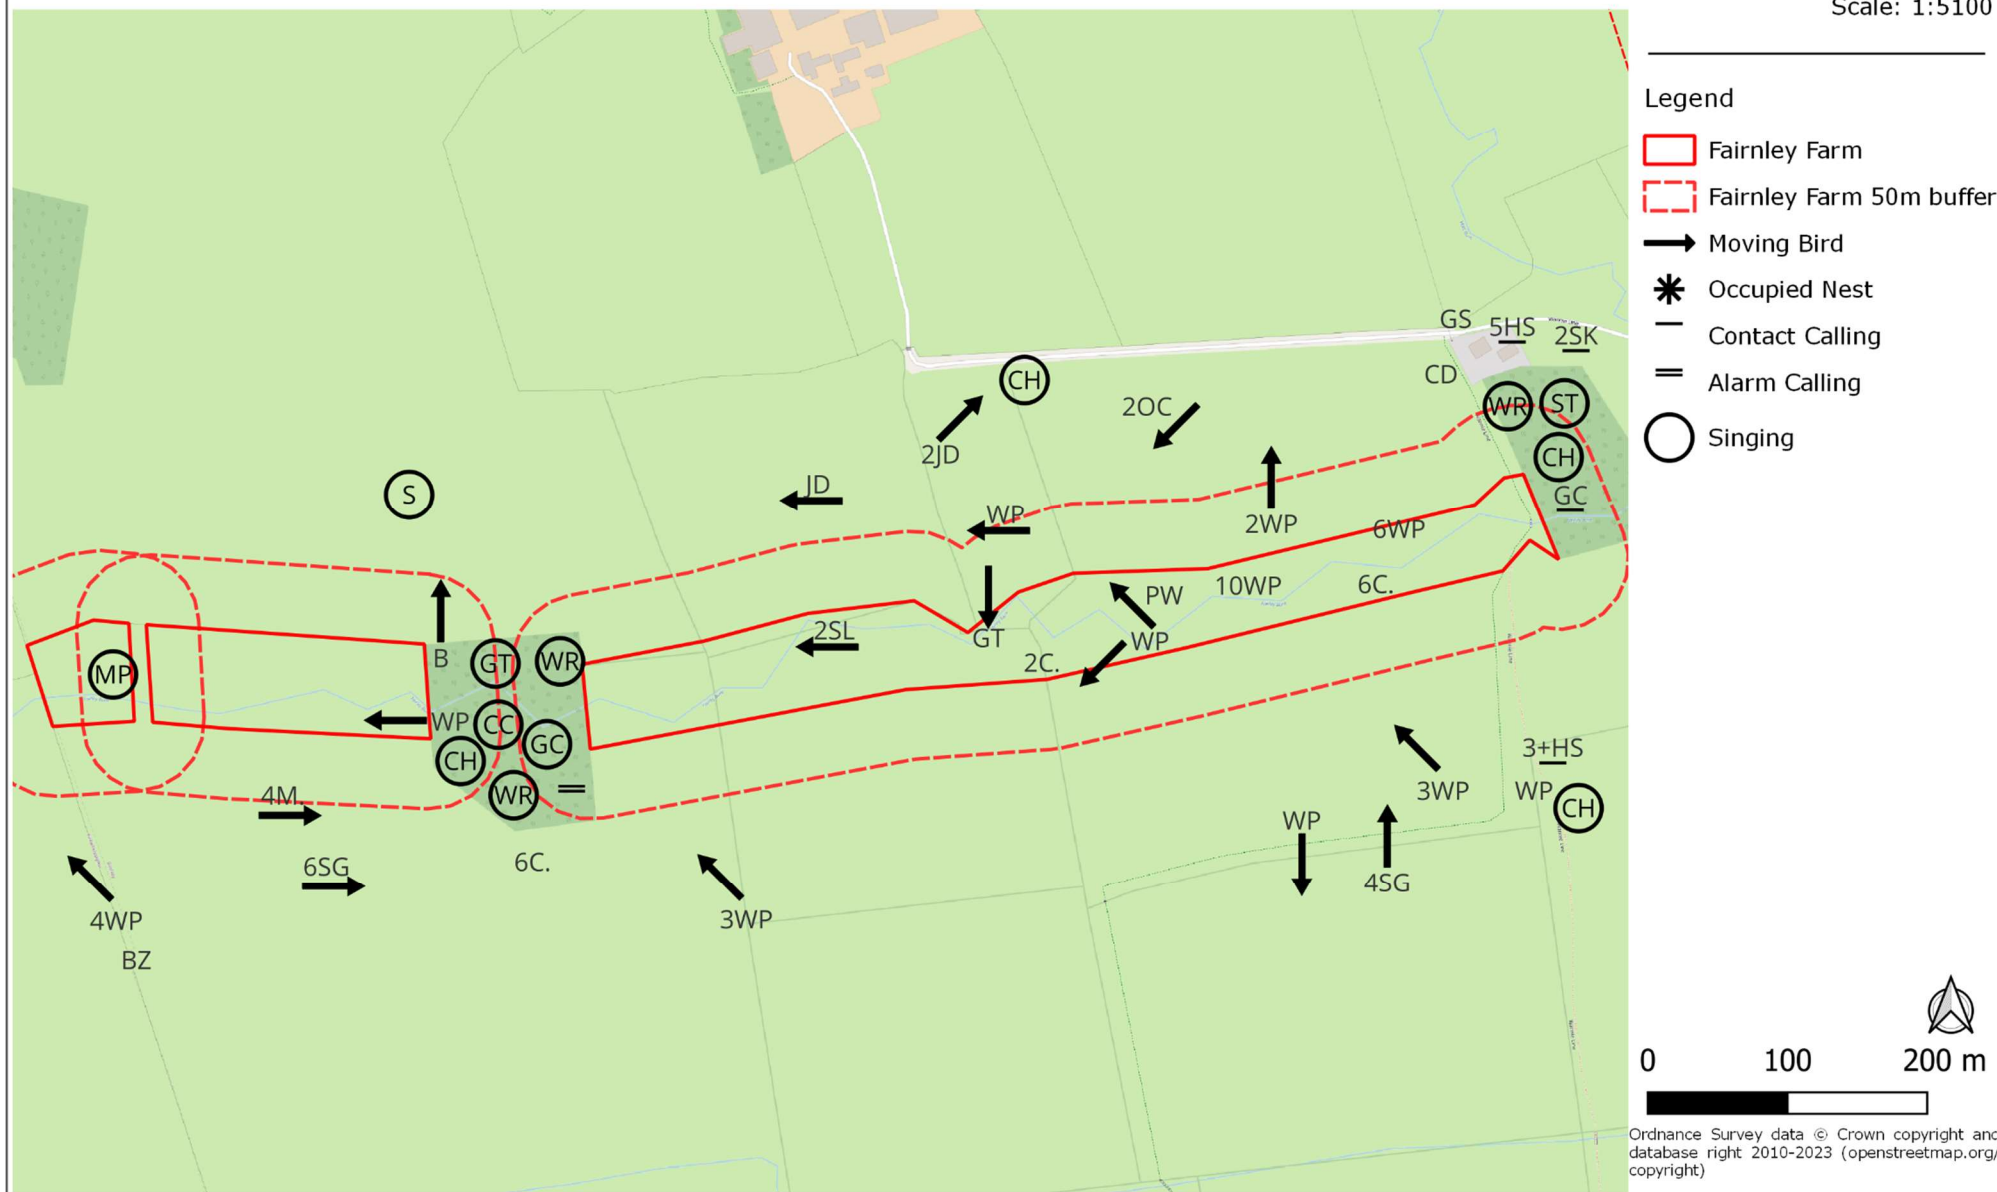 Scale: 1:5100
Legend
Fairnley Farm
Fairnley Farm 50m buffer
Moving Bird
Occupied Nest
Contact Calling
Alarm Calling
Singing
GS
5HS
2SK
CD
CH
2OC
WR
ST
2JD
CH
JD
S
GC
WP
2WP
6WP
10WP
6C.
PW
2SL
GT
WP
B
GT
WR
2C.
MP
WP
CC
GC
CH
WR
3+HS
4M.
3WP
WP
CH
WP
6SG
6C.
4SG
4WP
3WP
BZ
0 100 200 m
Ordnance Survey data © Crown copyright and
database right 2010-2023 (openstreetmap.org/
copyright)